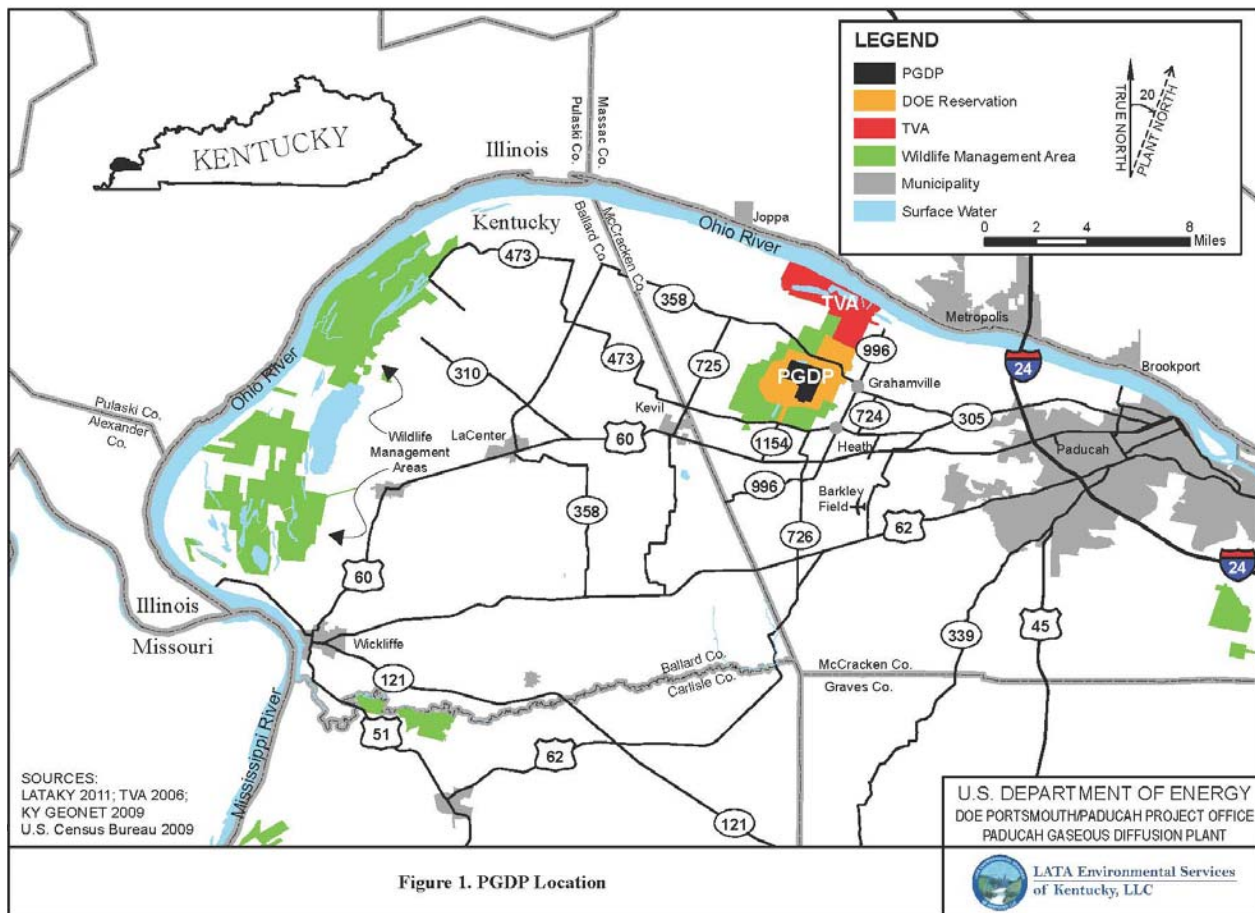 LEGEND
PGDP
DOE Reservation
TVA
Wildlife Management Area
Municipality
Surface Water
TRUE NORTH
20
PLANT NORTH
0 2 4 8
Miles
KENTUCKY
Illinois
Pulaski Co.
Massac Co.
Kentucky
Ballard Co.
McCracken Co.
Ohio River
Joppa
473
358
TVA
Metropolis
Ohio River
473
725
996
24
Brookport
310
PGDP
Grahamville
Pulaski Co.
Alexander Co.
Kevil
724
305
Wildlife
Management
Areas
LaCenter
60
1154
Heath
Paducah
996
Barkley
Field
358
726
62
24
60
Illinois
Missouri
Wickliffe
339
45
Ballard Co.
Carlisle Co.
McCracken Co.
Graves Co.
121
51
62
Mississippi River
121
SOURCES:
LATAKY 2011; TVA 2006;
KY GEONET 2009
U.S. Census Bureau 2009
U.S. DEPARTMENT OF ENERGY
DOE PORTSMOUTH/PADUCAH PROJECT OFFICE
PADUCAH GASEOUS DIFFUSION PLANT
Figure 1. PGDP Location
LATA Environmental Services
of Kentucky, LLC